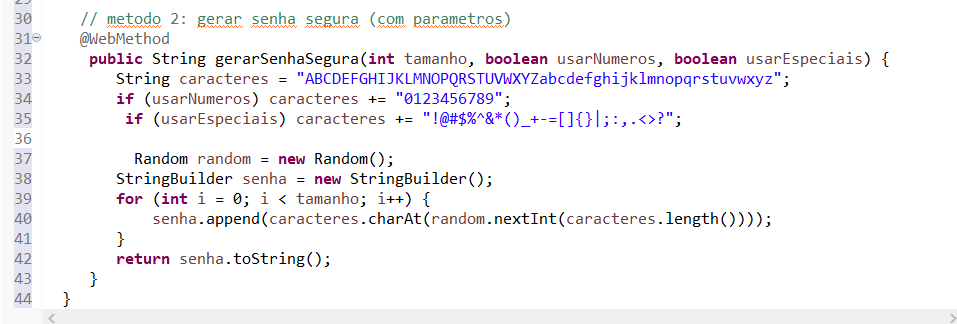 29
30 // metodo 2: gerar senha segura (com parametros)
31 @WebMethod
32 public String gerarSenhaSegura(int tamanho, boolean usarNumeros, boolean usarEspeciais) {
33 String caracteres = "ABCDEFGHIJKLMNOPQRSTUVWXYZabcdefghijklmnopqrstuvwxyz";
34 if (usarNumeros) caracteres += "0123456789";
35 if (usarEspeciais) caracteres += "!@#$%^&*()_+-=[]{}|;:,.<>?";
36
37 Random random = new Random();
38 StringBuilder senha = new StringBuilder();
39 for (int i = 0; i < tamanho; i++) {
40 senha.append(caracteres.charAt(random.nextInt(caracteres.length())));
41 }
42 return senha.toString();
43 }
44 }